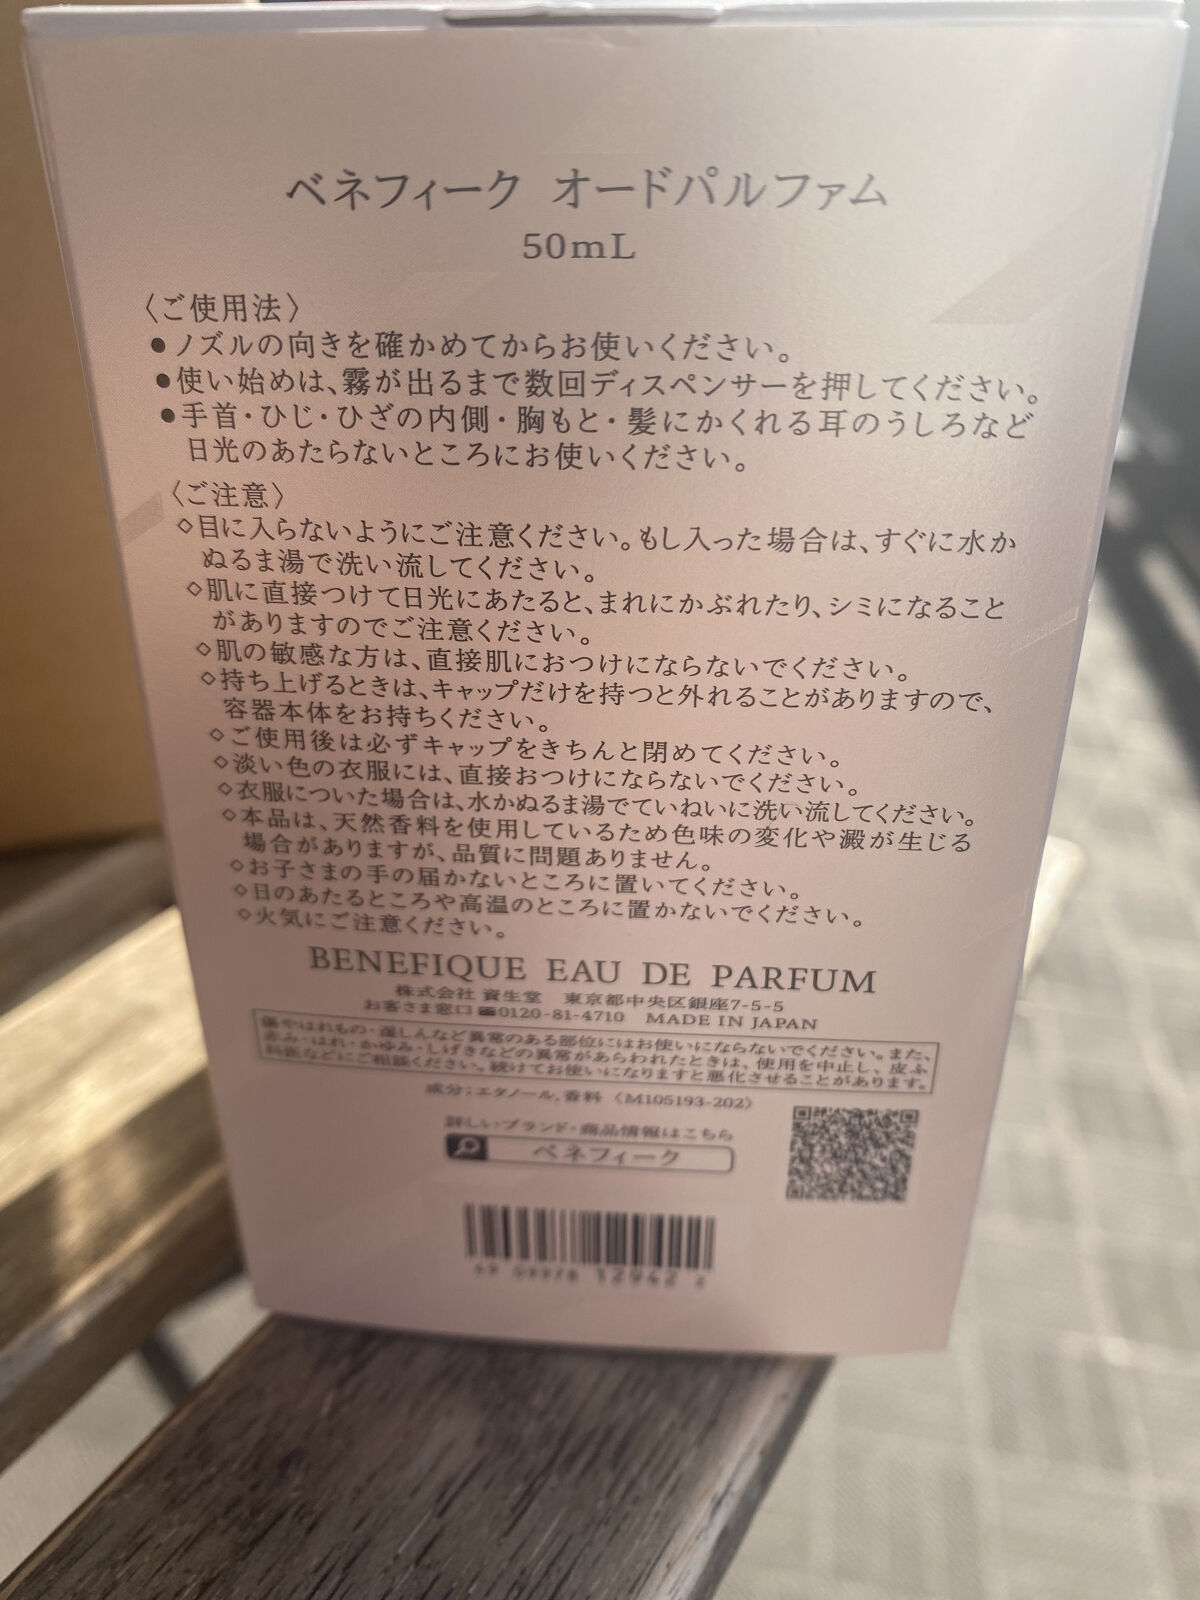 ベネフィーク オードパルファム
50mL
〈ご使用法〉
●ノズルの向きを確かめてからお使いください。
●使い始めは、霧が出るまで数回ディスペンサーを押してください。
●手首・ひじ・ひざの内側・胸もと・髪にかくれる耳のうしろなど
日光のあたらないところにお使いください。
〈ご注意〉
◇目に入らないようにご注意ください。もし入った場合は、すぐに水か
ぬるま湯で洗い流してください。
◇肌に直接つけて日光にあたると、まれにかぶれたり、シミになること
がありますのでご注意ください。
◇肌の敏感な方は、直接肌におつけにならないでください。
◇持ち上げるときは、キャップだけを持つと外れることがありますので、
容器本体をお持ちください。
◇ご使用後は必ずキャップをきちんと閉めてください。
◇淡い色の衣服には、直接おつけにならないでください。
◇衣服についた場合は、水かぬるま湯でていねいに洗い流してください。
◇本品は、天然香料を使用しているため色味の変化や澱が生じる
場合がありますが、品質に問題ありません。
◇お子さまの手の届かないところに置いてください。
◇日のあたるところや高温のところに置かないでください。
◇火気にご注意ください。
BENEFIQUE EAU DE PARFUM
株式会社 資生堂 東京都中央区銀座7-5-5
お客さま窓口 ☎0120-81-4710 MADE IN JAPAN
傷やはれもの・湿しんなど異常のある部位にはお使いにならないでください。また、
赤み・はれ・かゆみ・しげきなどの異常があらわれたときは、使用を中止し、皮ふ
科医などにご相談ください。続けてお使いになりますと悪化させることがあります。
成分：エタノール、香料 〈M105193-202〉
詳しいブランド・商品情報はこちら
ベネフィーク